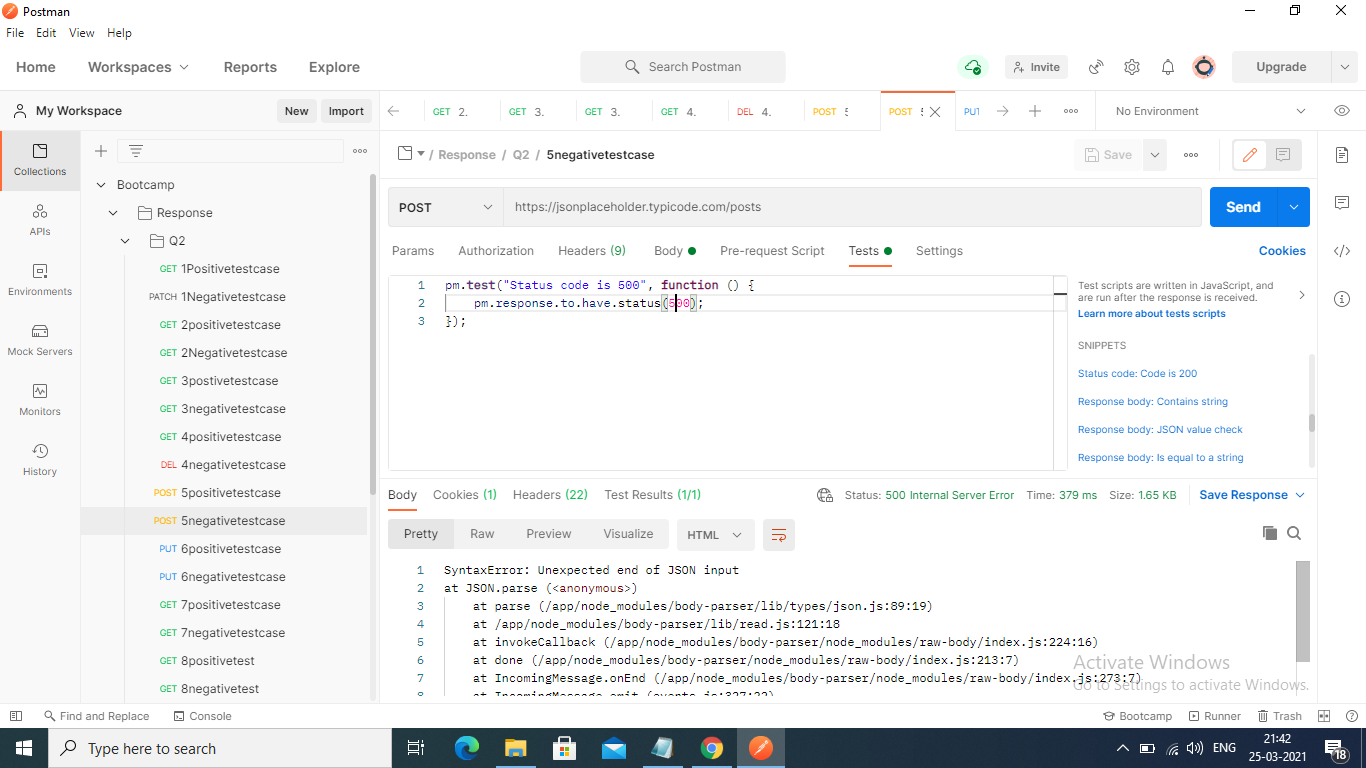 Postman
File Edit View Help
Home Workspaces Reports Explore Search Postman Invite Upgrade
My Workspace New Import GET 2. GET 3. GET 3. GET 4. DEL 4. POST POST PUT No Environment
Collections
APIs
Environments
Mock Servers
Monitors
History
Bootcamp
Response
Q2
GET 1Positivetestcase
PATCH 1Negativetestcase
GET 2positivetestcase
GET 2Negativetestcase
GET 3postivetestcase
GET 3negativetestcase
GET 4positivetestcase
DEL 4negativetestcase
POST 5positivetestcase
POST 5negativetestcase
PUT 6positivetestcase
PUT 6negativetestcase
GET 7positivetestcase
GET 7negativetestcase
GET 8positivetest
GET 8negativetest
/ Response / Q2 / 5negativetestcase Save
POST https://jsonplaceholder.typicode.com/posts Send
Params Authorization Headers (9) Body Pre-request Script Tests Settings Cookies
1 pm.test("Status code is 500", function () {
2 pm.response.to.have.status(500);
3 });
Test scripts are written in JavaScript, and
are run after the response is received.
Learn more about tests scripts
SNIPPETS
Status code: Code is 200
Response body: Contains string
Response body: JSON value check
Response body: Is equal to a string
Body Cookies (1) Headers (22) Test Results (1/1) Status: 500 Internal Server Error Time: 379 ms Size: 1.65 KB Save Response
Pretty Raw Preview Visualize HTML
1 SyntaxError: Unexpected end of JSON input
2 at JSON.parse (<anonymous>)
3 at parse (/app/node_modules/body-parser/lib/types/json.js:89:19)
4 at /app/node_modules/body-parser/lib/read.js:121:18
5 at invokeCallback (/app/node_modules/body-parser/node_modules/raw-body/index.js:224:16)
6 at done (/app/node_modules/body-parser/node_modules/raw-body/index.js:213:7)
7 at IncomingMessage.onEnd (/app/node_modules/body-parser/node_modules/raw-body/index.js:273:7)
8 at IncomingMessage.emit (events.js:327:22)
Activate Windows
Go to Settings to activate Windows.
Find and Replace Console Bootcamp Runner Trash
Type here to search ENG 21:42
25-03-2021 18